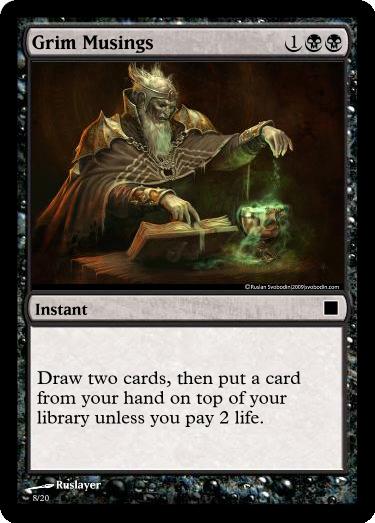 Grim Musings 1
©Ruslan Svobodin|2009|svobodin.com
Instant
Draw two cards, then put a card
from your hand on top of your
library unless you pay 2 life.
Ruslayer
8/20